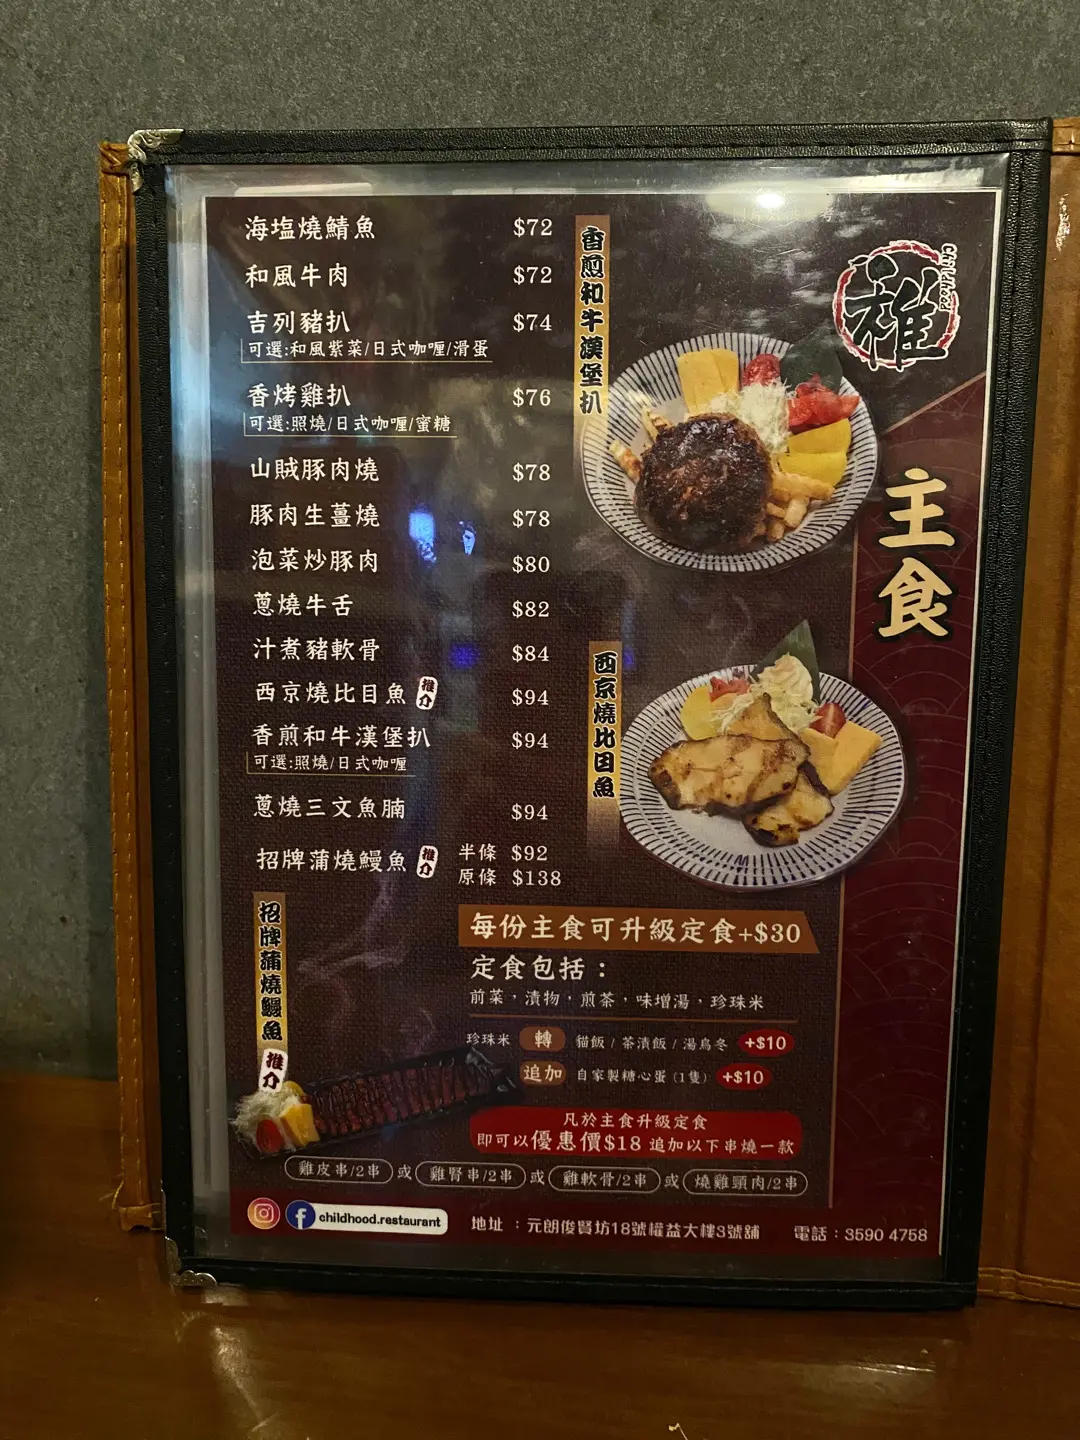 海塩燒鯖魚 $72
和風牛肉 $72
吉列豬扒 $74
可選:和風紫菜/日式咖喱/滑蛋
香烤雞扒 $76
可選:照燒/日式咖喱/蜜糖
山賊豚肉燒 $78
豚肉生薑燒 $78
泡菜炒豚肉 $80
蔥燒牛舌 $82
汁煮豬軟骨 $84
西京燒比目魚 推介 $94
香煎和牛漢堡扒 $94
可選:照燒/日式咖喱
蔥燒三文魚腩 $94
招牌蒲燒鰻魚 推介 半條 $92
原條 $138
香煎和牛漢堡扒
西京燒比目魚
招牌蒲燒鰻魚
推介
稚
childhood
主食
每份主食可升級定食+$30
定食包括：
前菜，漬物，煎茶，味增湯，珍珠米
珍珠米 轉 貓飯 / 茶漬飯 / 湯烏冬 +$10
追加 自家製糖心蛋 (1隻) +$10
凡於主食升級定食
即可以優惠價$18 追加以下串燒一款
雞皮串/2串 或 雞腎串/2串 或 雞軟骨/2串 或 燒雞頸肉/2串
childhood.restaurant
地址 ：元朗俊賢坊18號權益大樓3號舖 電話：3590 4758